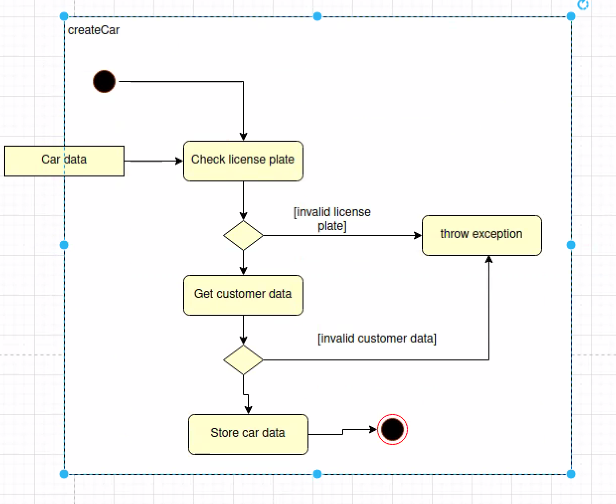 createCar
Car data
Check license plate
[invalid license
plate]
throw exception
Get customer data
[invalid customer data]
Store car data